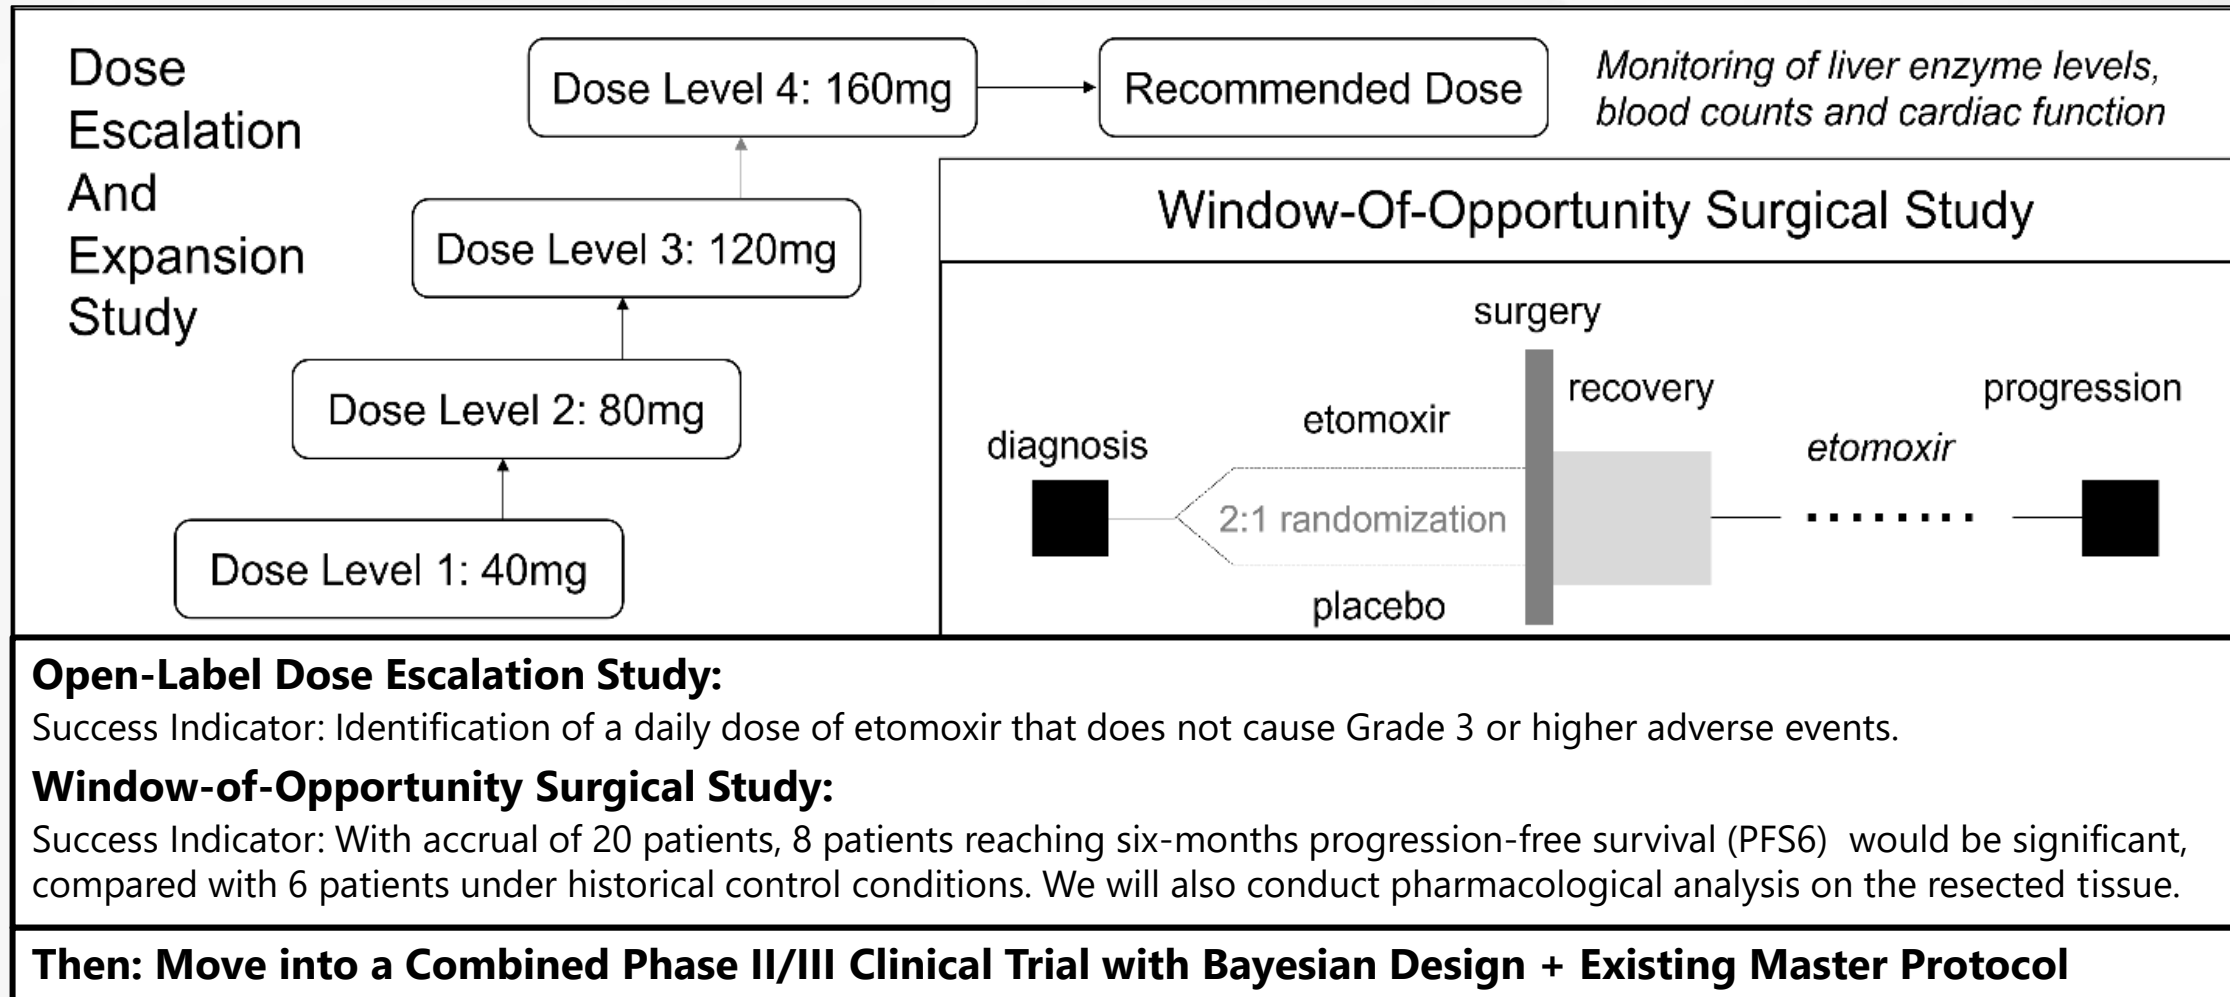 Dose
Escalation
And
Expansion
Study
Dose Level 4: 160mg
Recommended Dose
Monitoring of liver enzyme levels,
blood counts and cardiac function
Dose Level 3: 120mg
Dose Level 2: 80mg
Dose Level 1: 40mg
Window-Of-Opportunity Surgical Study
surgery
recovery
progression
etomoxir
diagnosis
etomoxir
2:1 randomization
placebo
Open-Label Dose Escalation Study:
Success Indicator: Identification of a daily dose of etomoxir that does not cause Grade 3 or higher adverse events.
Window-of-Opportunity Surgical Study:
Success Indicator: With accrual of 20 patients, 8 patients reaching six-months progression-free survival (PFS6) would be significant,
compared with 6 patients under historical control conditions. We will also conduct pharmacological analysis on the resected tissue.
Then: Move into a Combined Phase II/III Clinical Trial with Bayesian Design + Existing Master Protocol